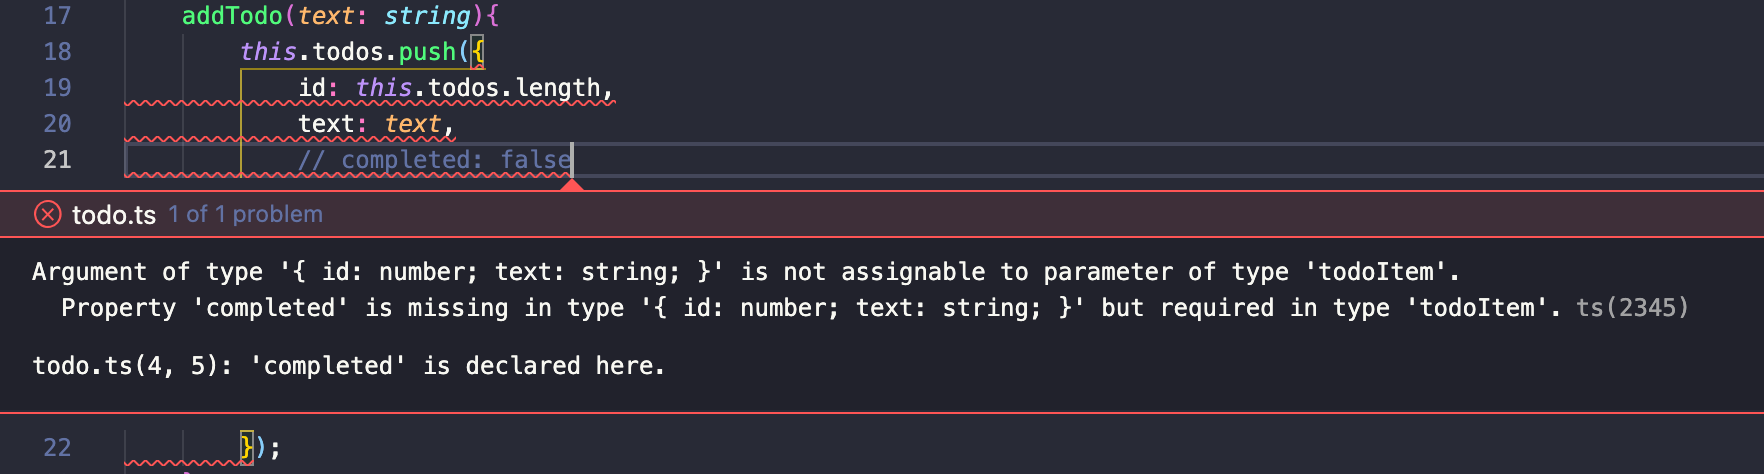 17 addTodo(text: string){
18 this.todos.push({
19 id: this.todos.length,
20 text: text,
21 // completed: false
todo.ts 1 of 1 problem
Argument of type '{ id: number; text: string; }' is not assignable to parameter of type 'todoItem'.
Property 'completed' is missing in type '{ id: number; text: string; }' but required in type 'todoItem'. ts(2345)
todo.ts(4, 5): 'completed' is declared here.
22 });